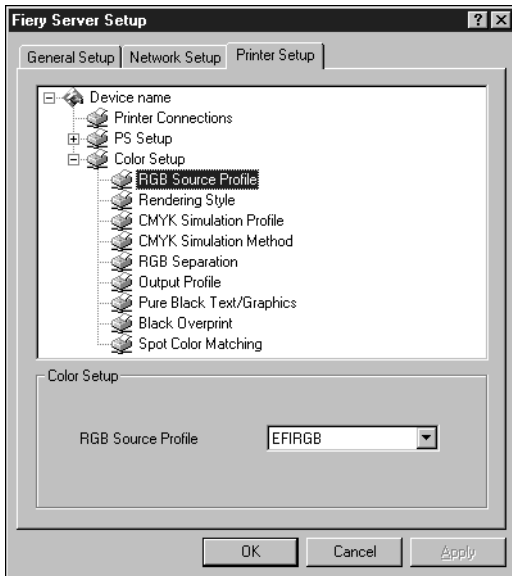 Fiery Server Setup
General Setup Network Setup Printer Setup
Device name
Printer Connections
PS Setup
Color Setup
RGB Source Profile
Rendering Style
CMYK Simulation Profile
CMYK Simulation Method
RGB Separation
Output Profile
Pure Black Text/Graphics
Black Overprint
Spot Color Matching
Color Setup
RGB Source Profile EFIRGB
OK Cancel Apply